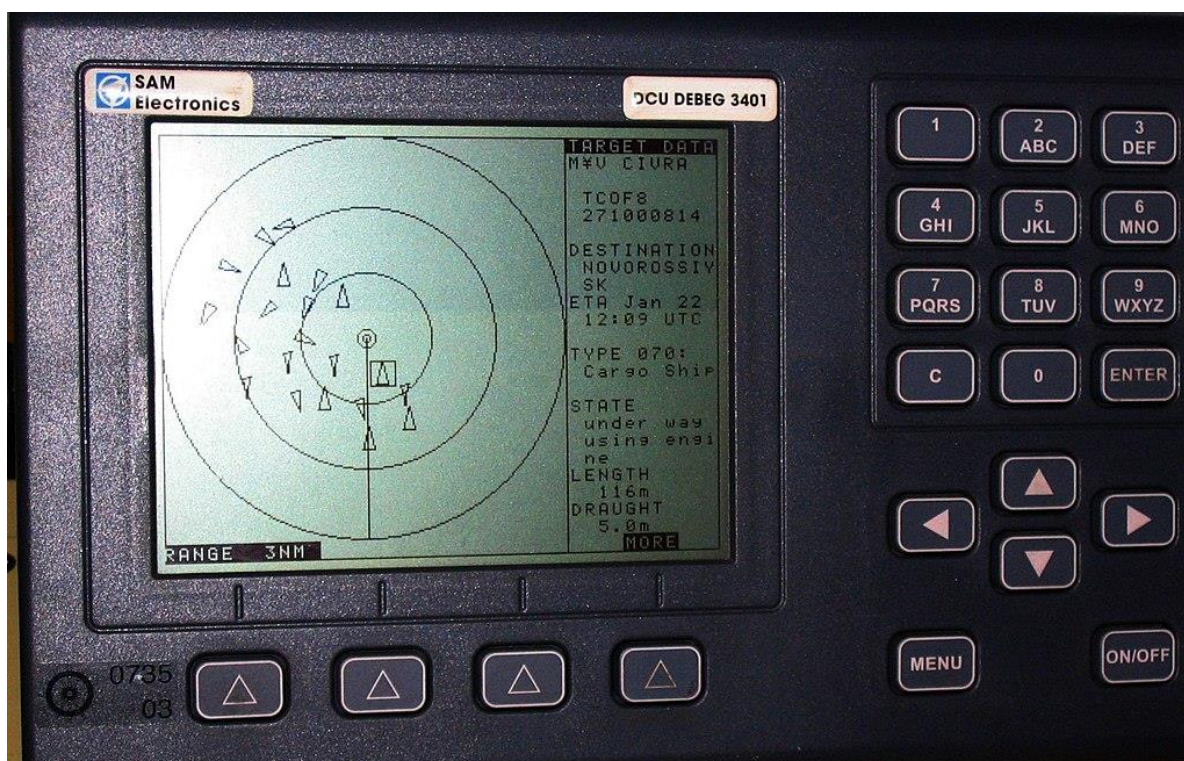 SAM
Electronics
DCU DEBEG 3401
TARGET DATA
M¥V CIVRA
TCOF8
271000814
DESTINATION
NOVOROSSIY
SK
ETA Jan 22
12:09 UTC
TYPE 070:
Cargo Ship
STATE
under way
using engi
ne
LENGTH
116m
DRAUGHT
5.0m
MORE
RANGE 3NM
1
2
ABC
3
DEF
4
GHI
5
JKL
6
MNO
7
PQRS
8
TUV
9
WXYZ
C
0
ENTER
MENU
ON/OFF
0735
03